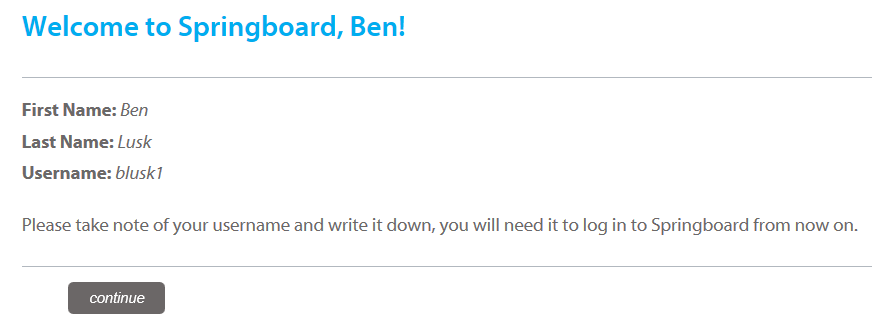 Welcome to Springboard, Ben!
First Name: Ben
Last Name: Lusk
Username: blusk1
Please take note of your username and write it down, you will need it to log in to Springboard from now on.
continue